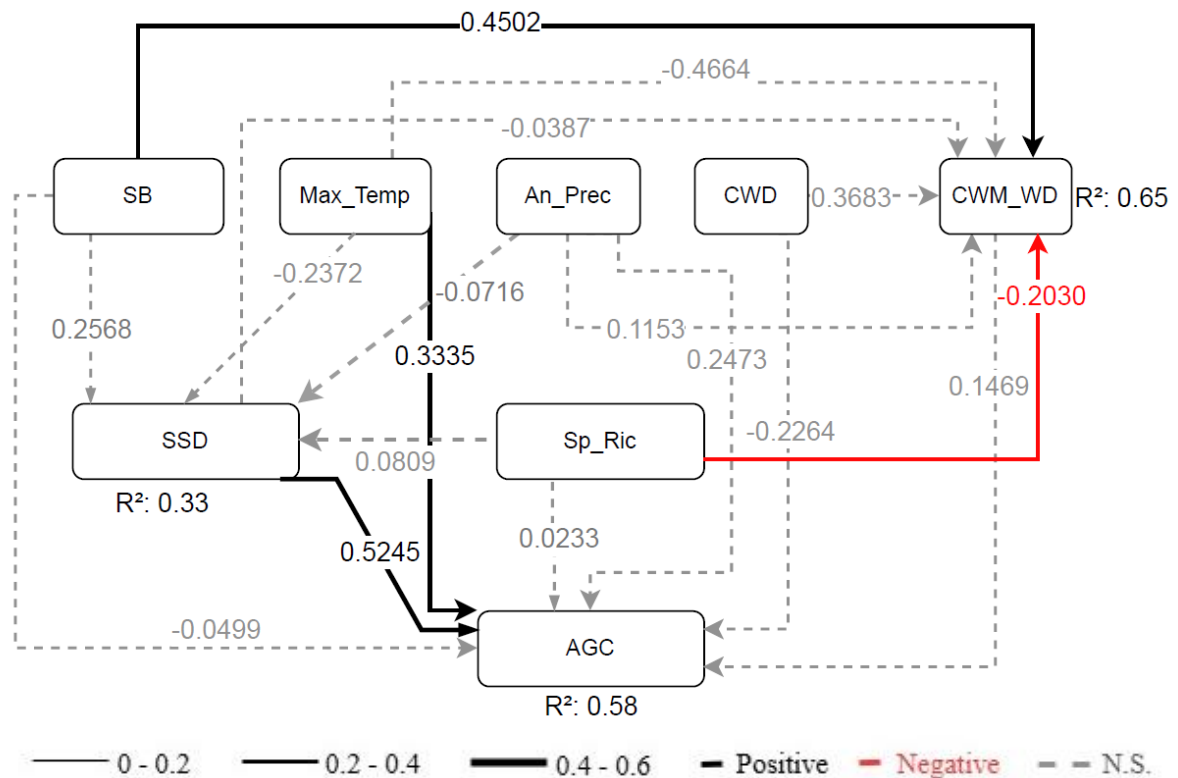 0.4502
-0.4664
-0.0387
SB
Max_Temp
An_Prec
CWD
0.3683
CWM_WD
R²: 0.65
-0.2372
-0.0716
-0.2030
0.2568
0.1153
0.3335
0.2473
0.1469
SSD
Sp_Ric
-0.2264
0.0809
R²: 0.33
0.0233
0.5245
-0.0499
AGC
R²: 0.58
0 - 0.2 0.2 - 0.4 0.4 - 0.6 Positive Negative N.S.